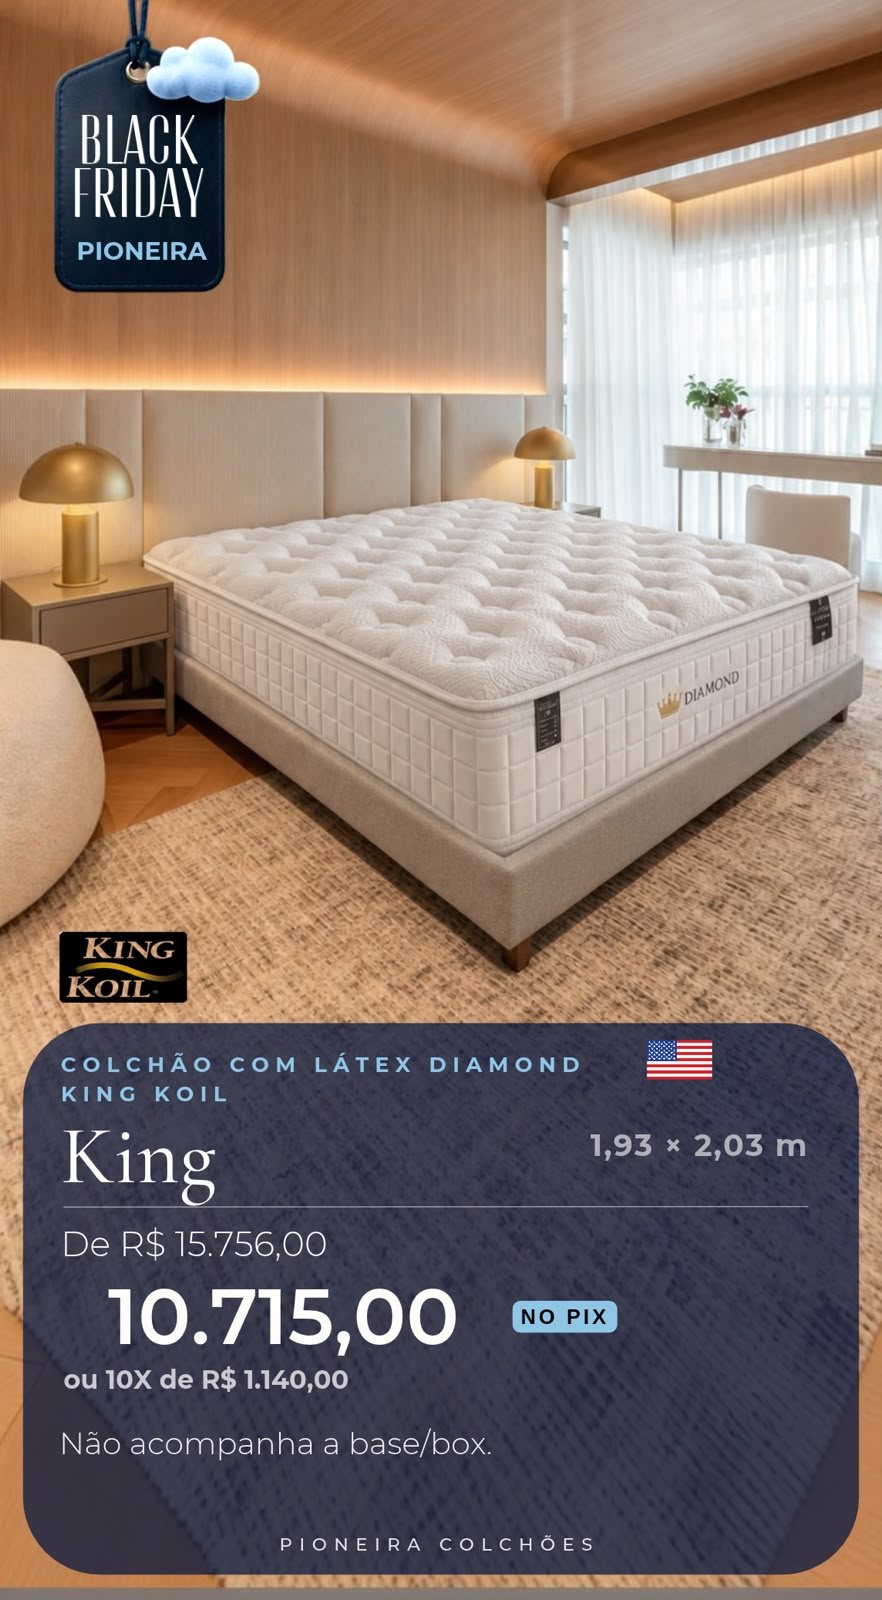 BLACK
FRIDAY
PIONEIRA
DIAMOND
KING
KOIL
COLCHÃO COM LÁTEX DIAMOND
KING KOIL
King
1,93 × 2,03 m
De R$ 15.756,00
10.715,00
NO PIX
ou 10X de R$ 1.140,00
Não acompanha a base/box.
PIONEIRA COLCHÕES